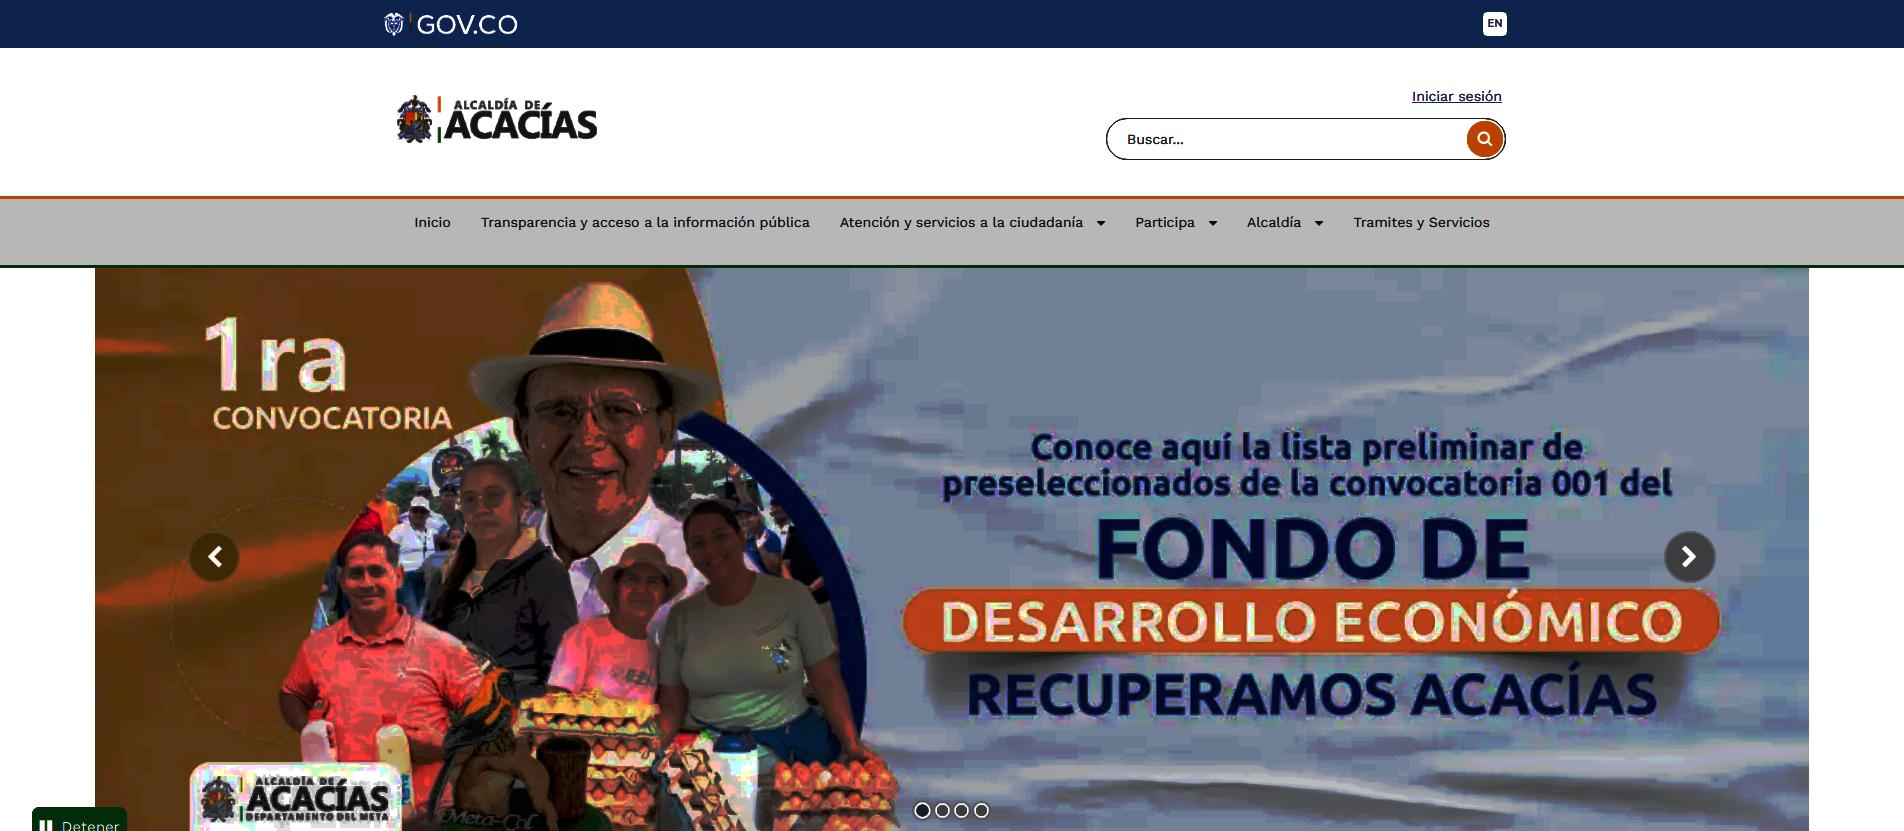 GOV.CO
EN
ALCALDÍA DE
ACACÍAS
Iniciar sesión
Buscar...
Inicio
Transparencia y acceso a la información pública
Atención y servicios a la ciudadanía
Participa
Alcaldía
Tramites y Servicios
1ra
CONVOCATORIA
Conoce aquí la lista preliminar de
preseleccionados de la convocatoria 001 del
FONDO DE
DESARROLLO ECONÓMICO
RECUPERAMOS ACACÍAS
ALCALDÍA DE
ACACÍAS
DEPARTAMENTO DEL META
Meta-Col
Detener